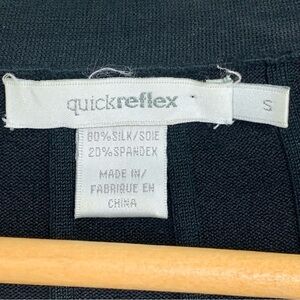 quickreflex
S
80%SILK/SOIE
20%SPANDEX
MADE IN/
FABRIQUE EN
CHINA